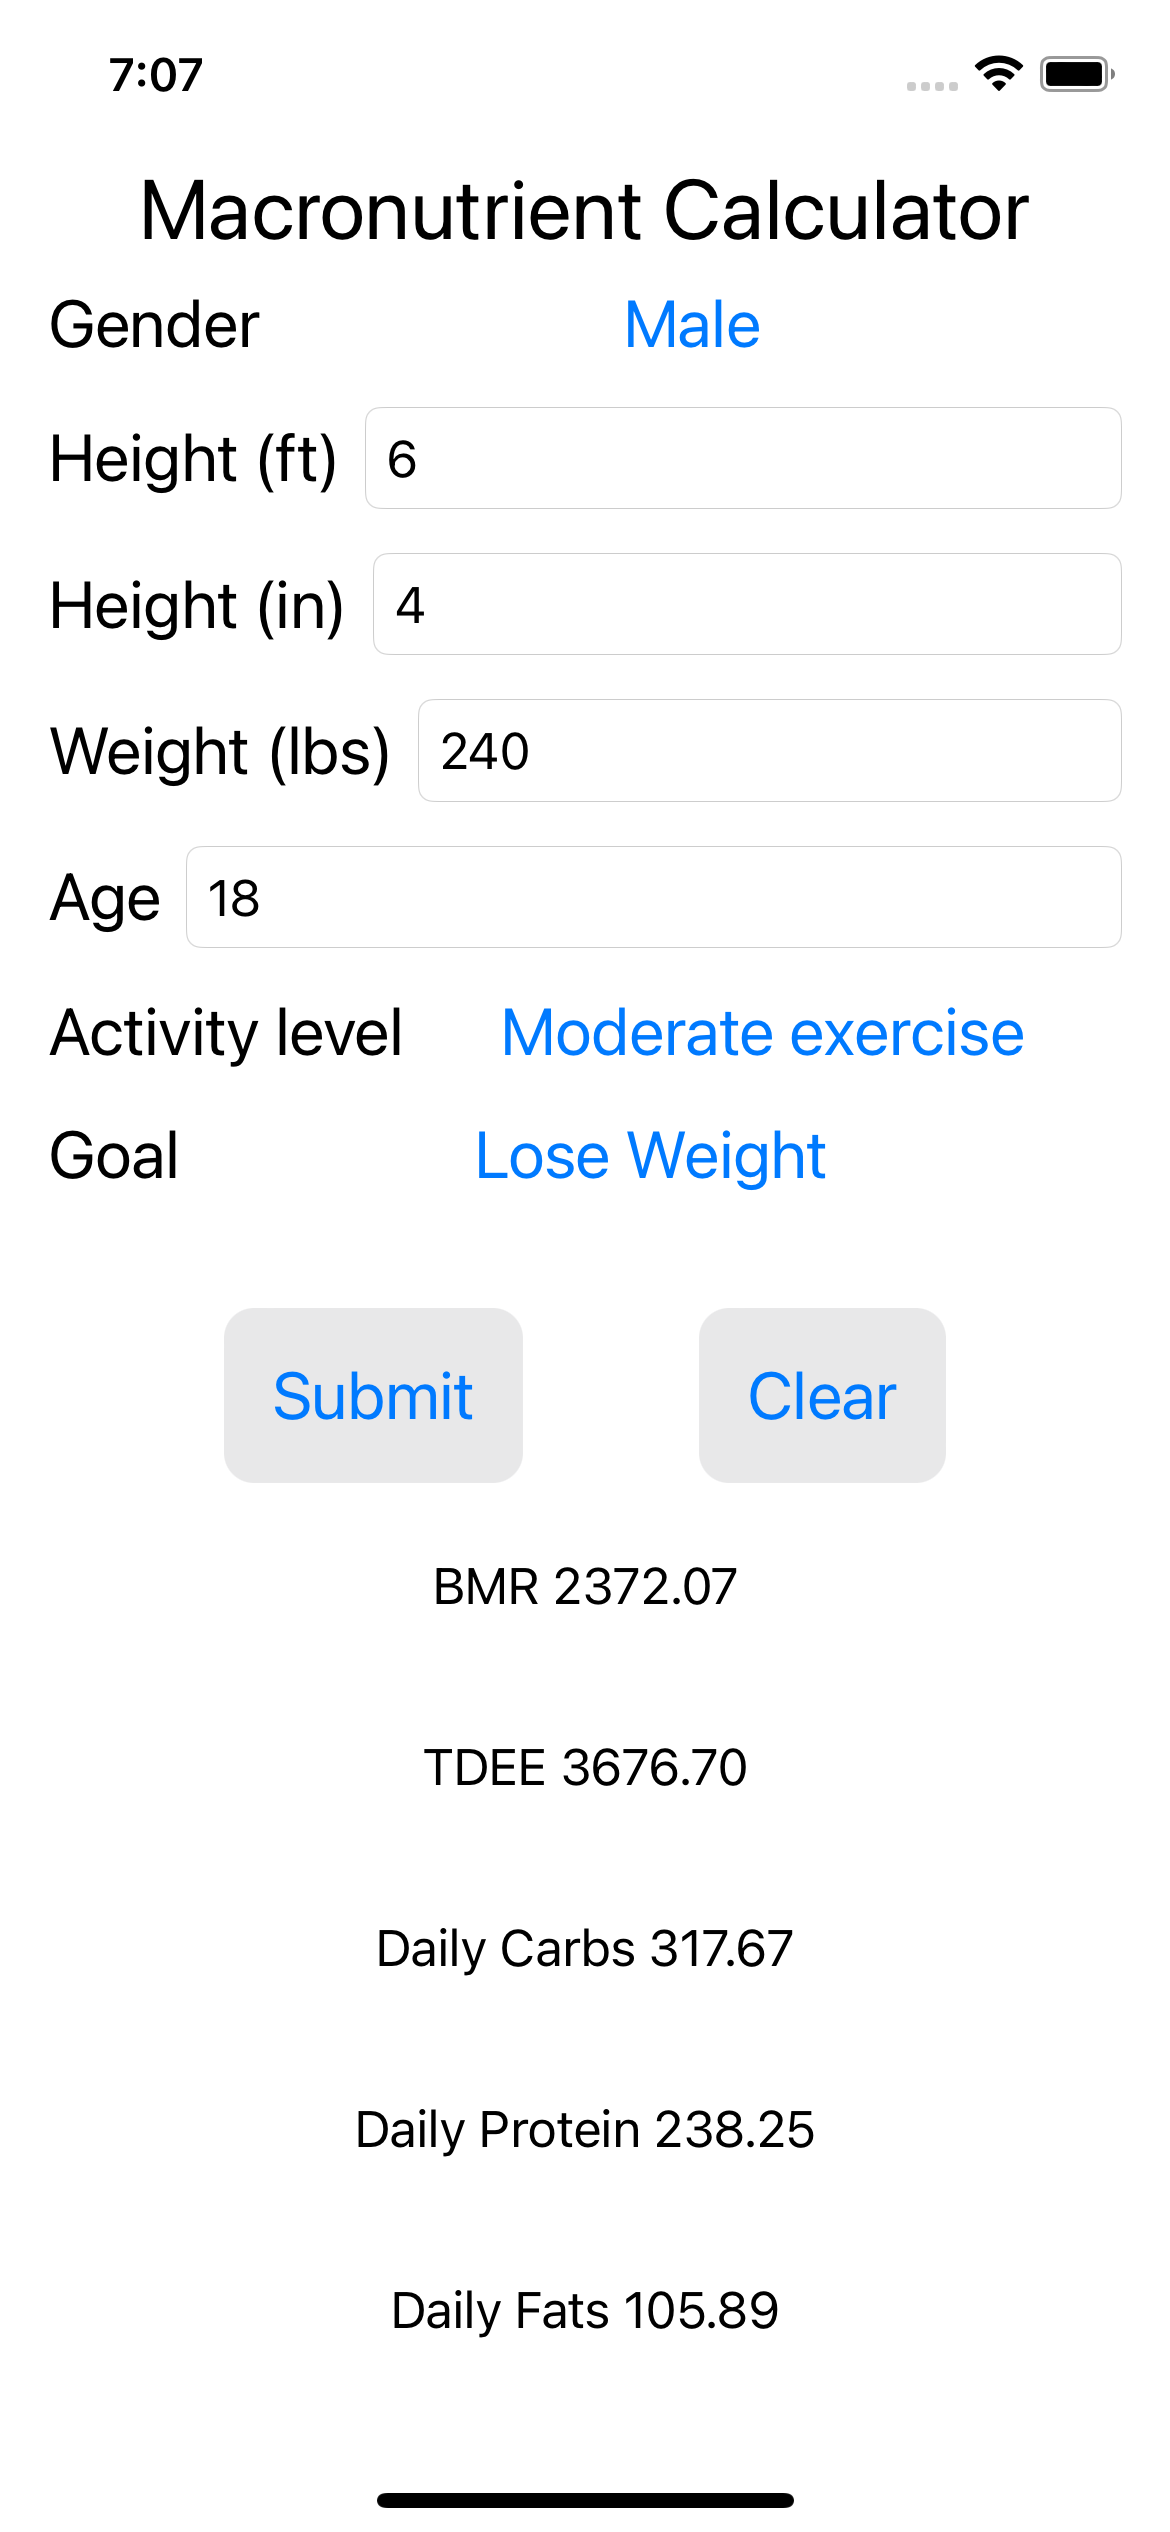 7:07
Macronutrient Calculator
Gender Male
Height (ft) 6
Height (in) 4
Weight (lbs) 240
Age 18
Activity level Moderate exercise
Goal Lose Weight
Submit Clear
BMR 2372.07
TDEE 3676.70
Daily Carbs 317.67
Daily Protein 238.25
Daily Fats 105.89